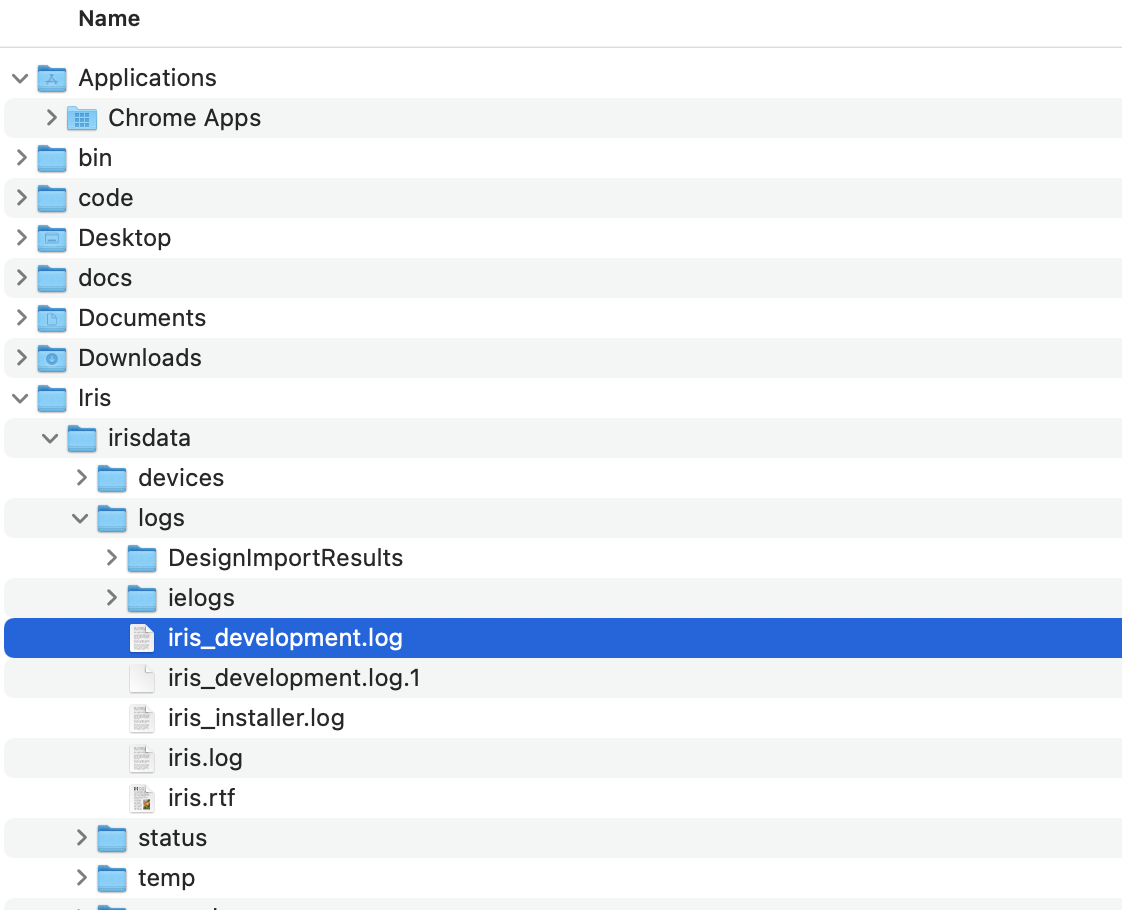 Name
Applications
Chrome Apps
bin
code
Desktop
docs
Documents
Downloads
Iris
irisdata
devices
logs
DesignImportResults
ielogs
iris_development.log
iris_development.log.1
iris_installer.log
iris.log
iris.rtf
status
temp